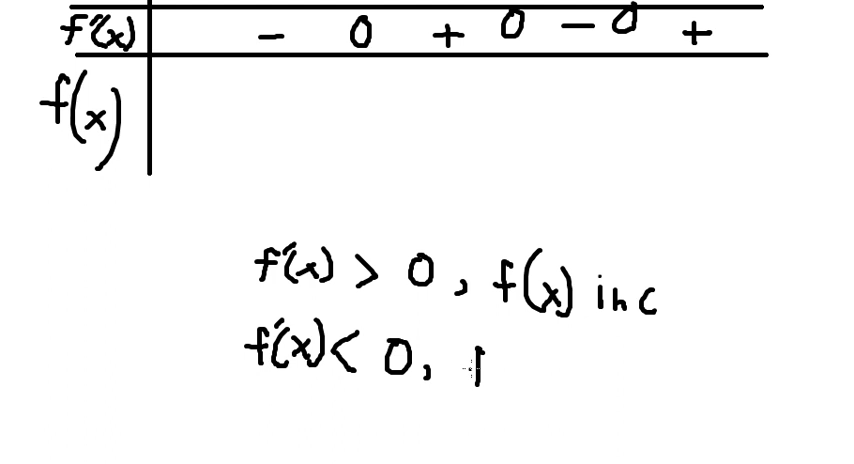 f'(x) - 0 + 0 - 0 +
f(x)
f'(x) > 0, f(x) inc
f'(x) < 0,